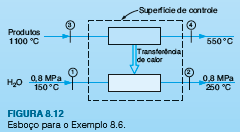 Superfície de controle
3
4
Produtos
1100 °C
550 °C
Transferência
de calor
H₂O
0,8 MPa
150 °C
1
2
0,8 MPa
250 °C
FIGURA 8.12
Esboço para o Exemplo 8.6.